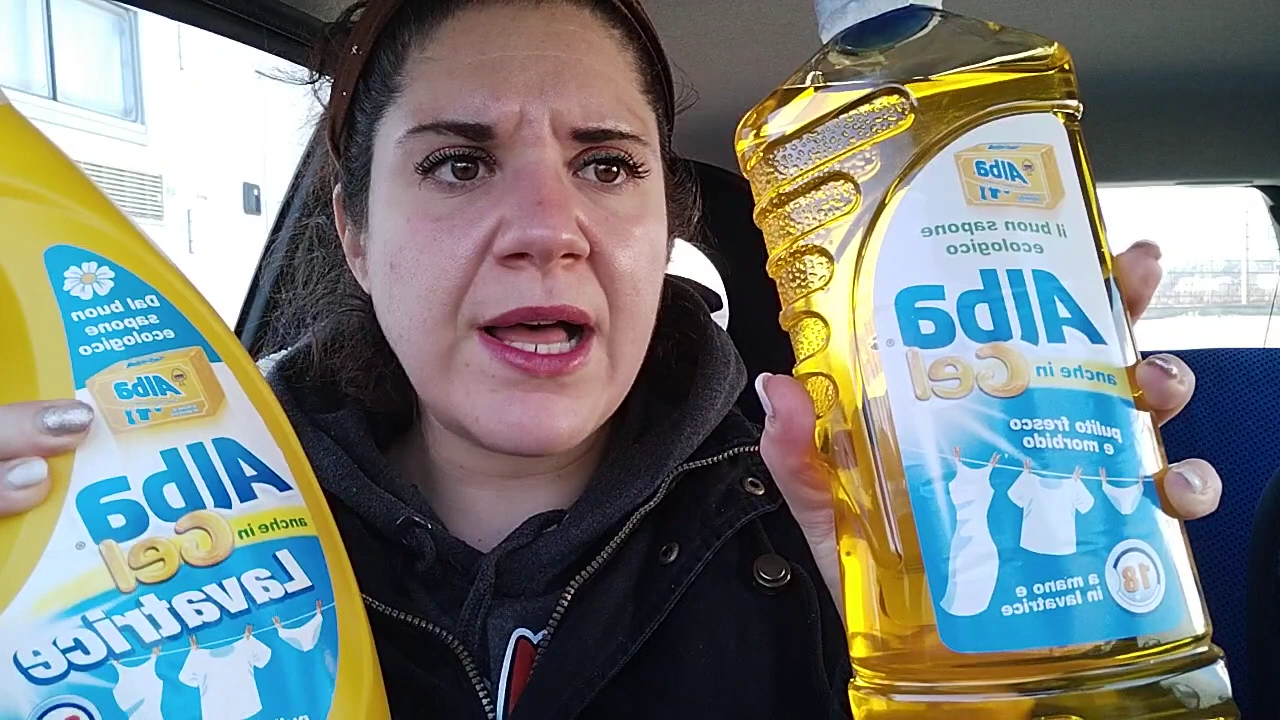 Dal buon
sapone
ecologico
Alba
Alba
anche in
Gel
Lavatrice
Alba
il buon sapone
ecologico
Alba
anche in
Gel
pulito fresco
e morbido
a mano e
in lavatrice
18